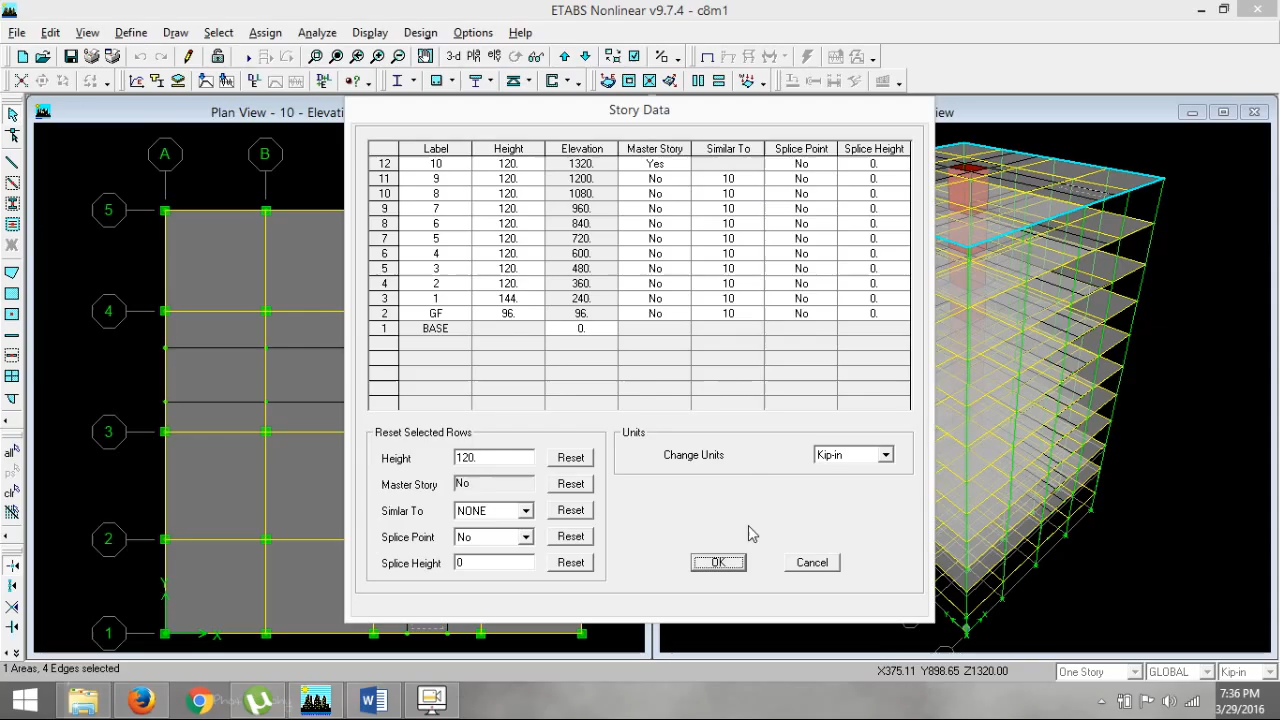 ETABS Nonlinear v9.7.4 - c8m1
File Edit View Define Draw Select Assign Analyze Display Design Options Help
Plan View - 10 - Elevati
Story Data
iew
Label Height Elevation Master Story Similar To Splice Point Splice Height
12 10 120. 1320. Yes No 0.
11 9 120. 1200. No 10 No 0.
10 8 120. 1080. No 10 No 0.
9 7 120. 960. No 10 No 0.
8 6 120. 840. No 10 No 0.
7 5 120. 720. No 10 No 0.
6 4 120. 600. No 10 No 0.
5 3 120. 480. No 10 No 0.
4 2 120. 360. No 10 No 0.
3 1 144. 240. No 10 No 0.
2 GF 96. 96. No 10 No 0.
1 BASE 0.
Reset Selected Rows
Height 120. Reset
Master Story No Reset
Simlar To NONE Reset
Splice Point No Reset
Splice Height 0 Reset
Units
Change Units Kip-in
OK Cancel
A B
5
4
3
2
1
Y
X
3-d
all
ps
clr
1 Areas, 4 Edges selected
X375.11 Y898.65 Z1320.00
One Story GLOBAL Kip-in
7:36 PM
3/29/2016